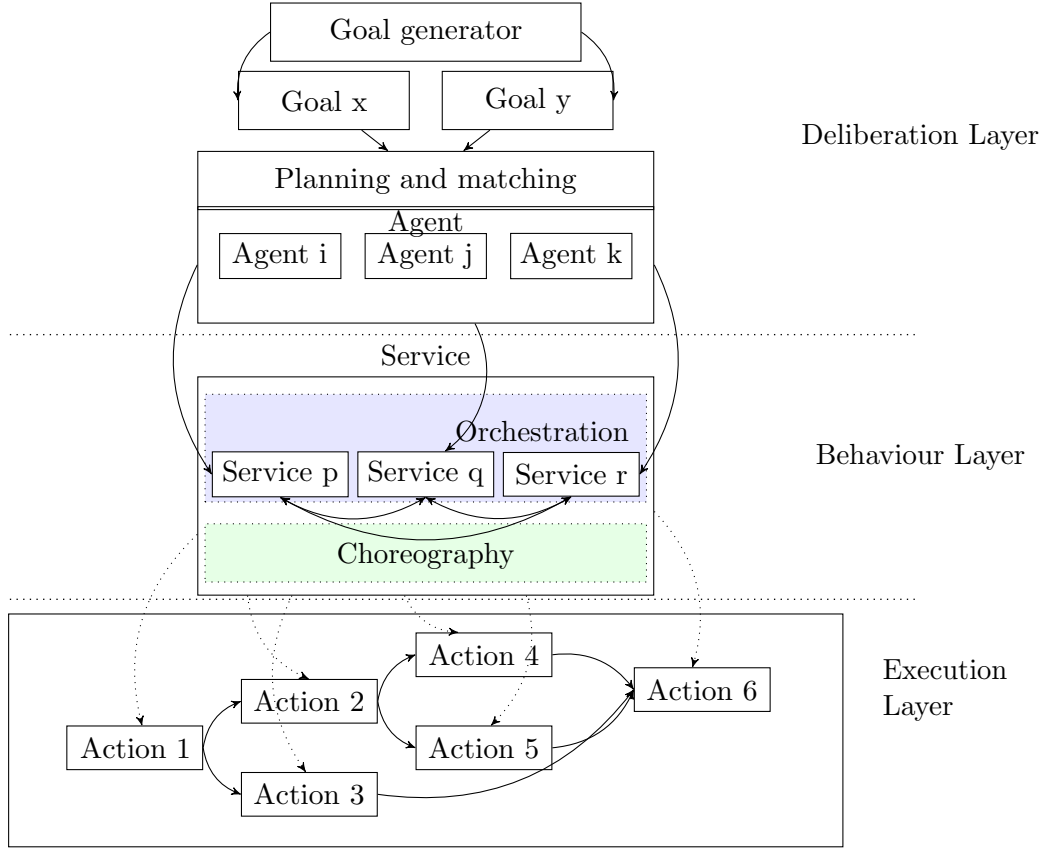 Goal generator
Goal x
Goal y
Deliberation Layer
Planning and matching
Agent
Agent i
Agent j
Agent k
Service
Orchestration
Behaviour Layer
Service p
Service q
Service r
Choreography
Action 4
Execution
Layer
Action 6
Action 2
Action 1
Action 5
Action 3